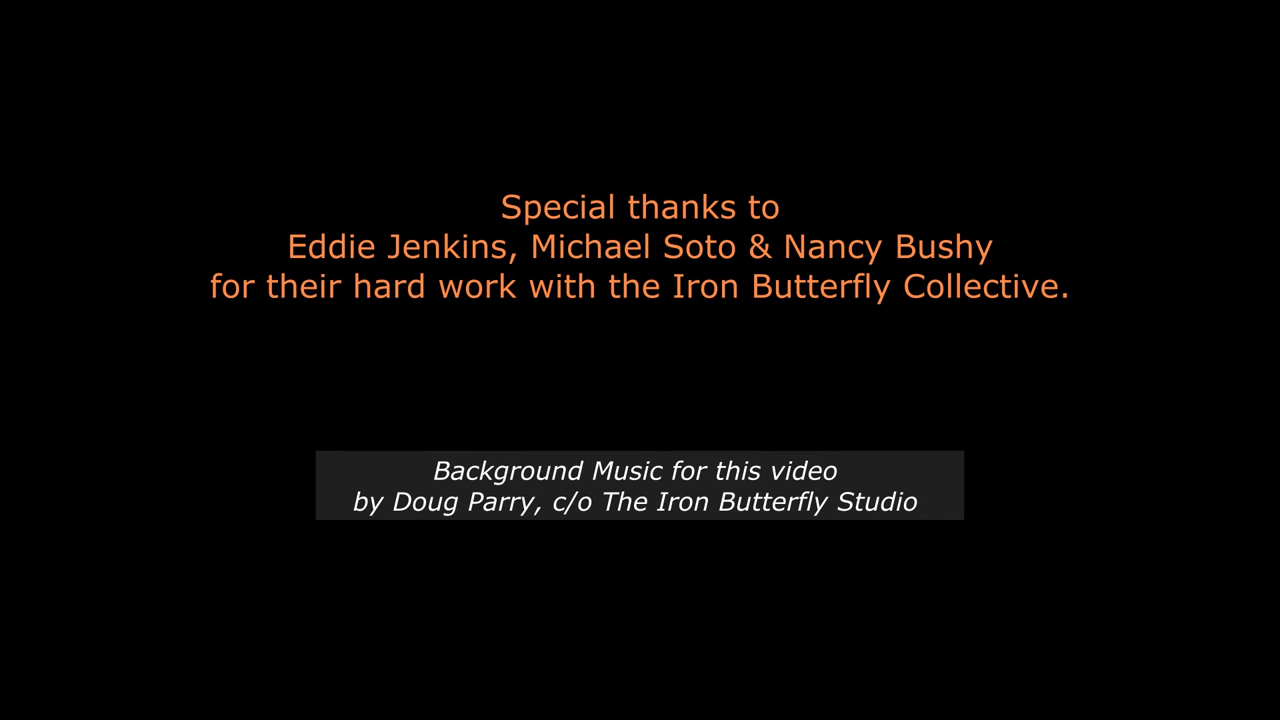 Special thanks to
Eddie Jenkins, Michael Soto & Nancy Bushy
for their hard work with the Iron Butterfly Collective.
Background Music for this video
by Doug Parry, c/o The Iron Butterfly Studio